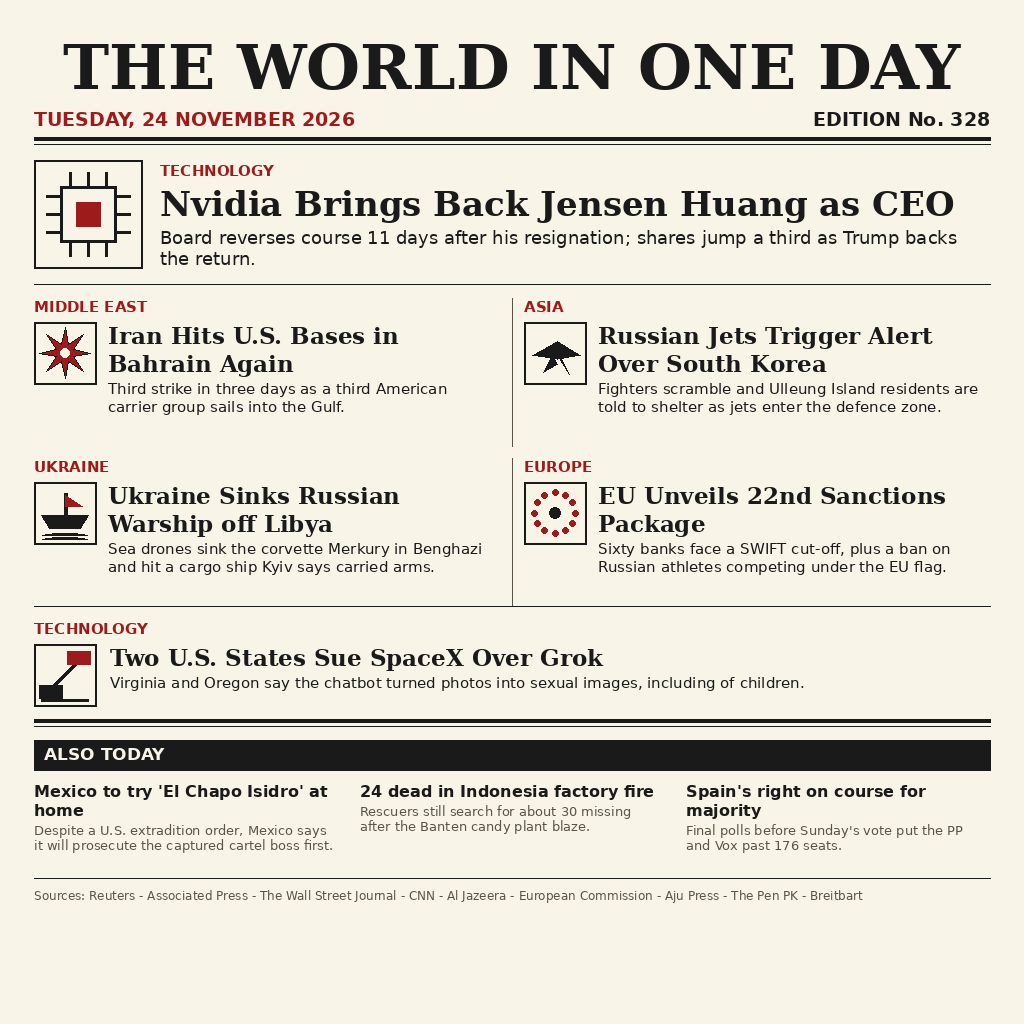 THE WORLD IN ONE DAY
TUESDAY, 24 NOVEMBER 2026
EDITION No. 328
TECHNOLOGY
Nvidia Brings Back Jensen Huang as CEO
Board reverses course 11 days after his resignation; shares jump a third as Trump backs
the return.
MIDDLE EAST
Iran Hits U.S. Bases in
Bahrain Again
Third strike in three days as a third American
carrier group sails into the Gulf.
ASIA
Russian Jets Trigger Alert
Over South Korea
Fighters scramble and Ulleung Island residents are
told to shelter as jets enter the defence zone.
UKRAINE
Ukraine Sinks Russian
Warship off Libya
Sea drones sink the corvette Merkury in Benghazi
and hit a cargo ship Kyiv says carried arms.
EUROPE
EU Unveils 22nd Sanctions
Package
Sixty banks face a SWIFT cut-off, plus a ban on
Russian athletes competing under the EU flag.
TECHNOLOGY
Two U.S. States Sue SpaceX Over Grok
Virginia and Oregon say the chatbot turned photos into sexual images, including of children.
ALSO TODAY
Mexico to try 'El Chapo Isidro' at
home
Despite a U.S. extradition order, Mexico says
it will prosecute the captured cartel boss first.
24 dead in Indonesia factory fire
Rescuers still search for about 30 missing
after the Banten candy plant blaze.
Spain's right on course for
majority
Final polls before Sunday's vote put the PP
and Vox past 176 seats.
Sources: Reuters - Associated Press - The Wall Street Journal - CNN - Al Jazeera - European Commission - Aju Press - The Pen PK - Breitbart